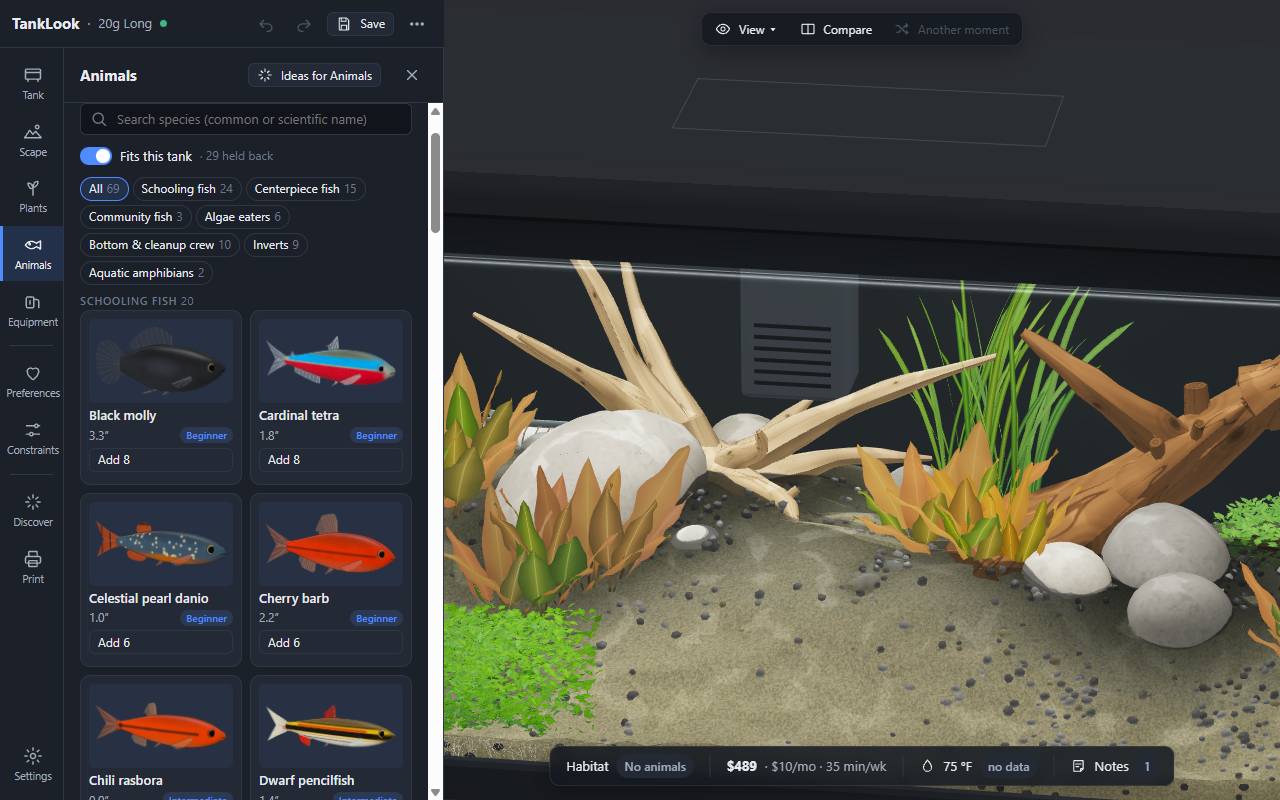 TankLook · 20g Long
Save
View
Compare
Another moment
Tank
Scape
Plants
Animals
Equipment
Preferences
Constraints
Discover
Print
Settings
Animals
Ideas for Animals
Search species (common or scientific name)
Fits this tank · 29 held back
All 69
Schooling fish 24
Centerpiece fish 15
Community fish 3
Algae eaters 6
Bottom & cleanup crew 10
Inverts 9
Aquatic amphibians 2
SCHOOLING FISH 20
Black molly
3.3″
Beginner
Add 8
Cardinal tetra
1.8″
Beginner
Add 8
Celestial pearl danio
1.0″
Beginner
Add 6
Cherry barb
2.2″
Beginner
Add 6
Chili rasbora
Dwarf pencilfish
Habitat No animals
$489 · $10/mo · 35 min/wk
75 °F no data
Notes 1